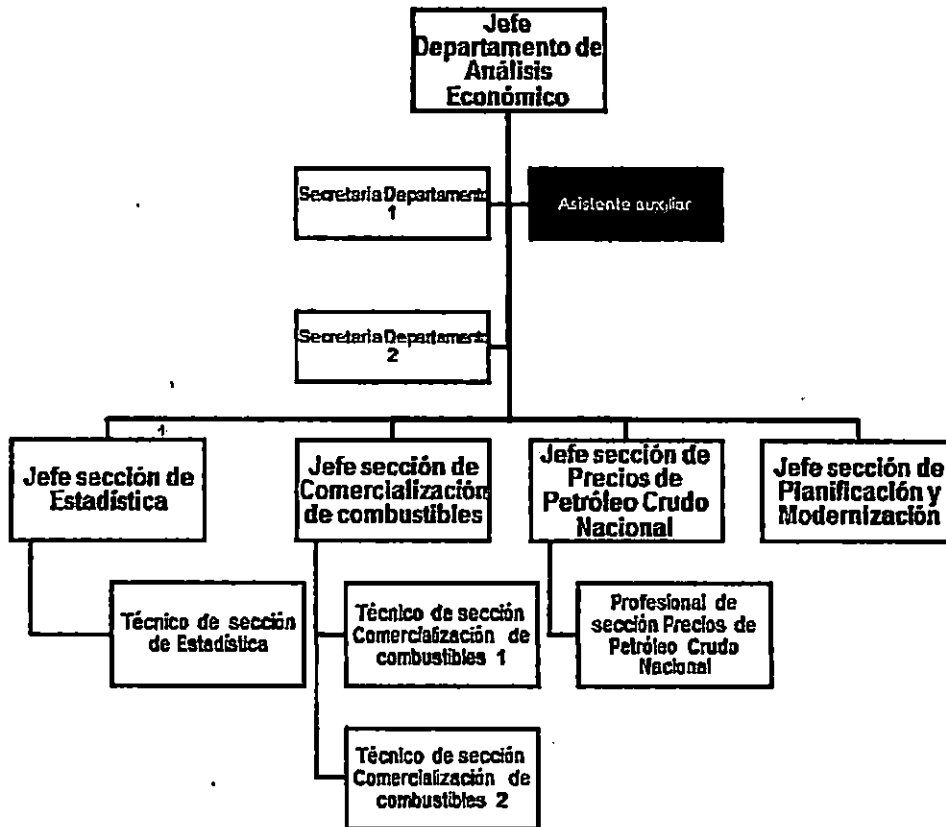 Jefe
Departamento de
Análisis
Económico
Secretaria Departamento
1
Asistente auxiliar
Secretaria Departamento
2
1
Jefe sección de
Estadística
Jefe sección de
Comercialización
de combustibles
Jefe sección de
Precios de
Petróleo Crudo
Nacional
Jefe sección de
Planificación y
Modernización
Técnico de sección
de Estadística
Técnico de sección
Comercialización de
combustibles 1
Profesional de
sección Precios de
Petróleo Crudo
Nacional
Técnico de sección
Comercialización de
combustibles 2